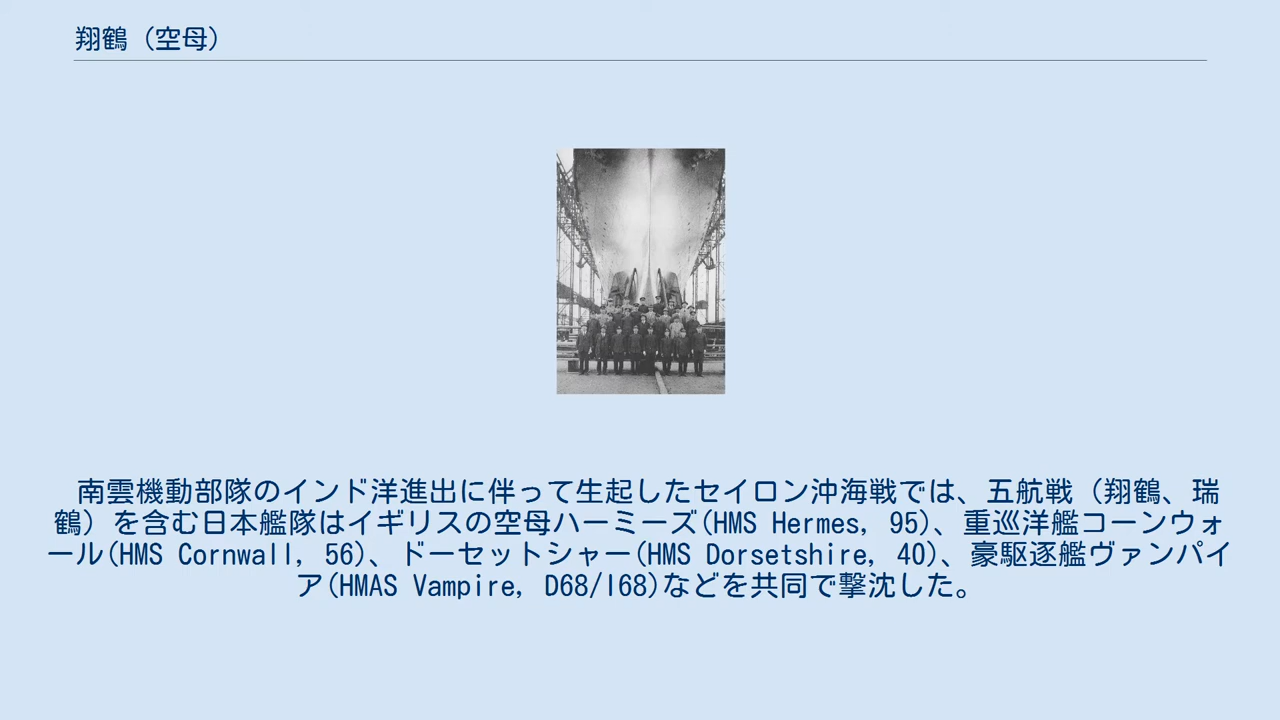 翔鶴（空母）
南雲機動部隊のインド洋進出に伴って生起したセイロン沖海戦では、五航戦（翔鶴、瑞
鶴）を含む日本艦隊はイギリスの空母ハーミーズ(HMS Hermes, 95)、重巡洋艦コーンウォ
ール(HMS Cornwall, 56)、ドーセットシャー(HMS Dorsetshire, 40)、豪駆逐艦ヴァンパイ
ア(HMAS Vampire, D68/I68)などを共同で撃沈した。